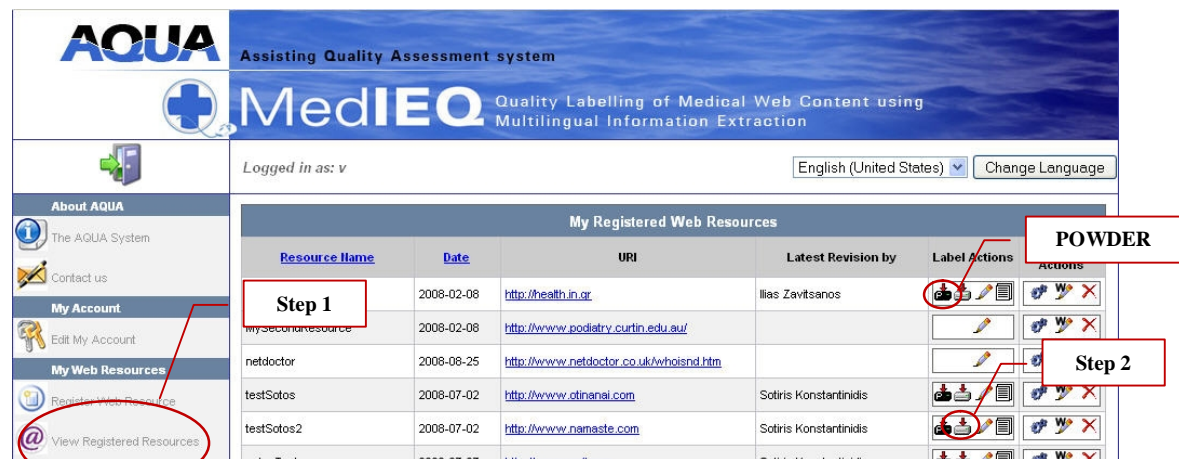 AQUA
Assisting Quality Assessment system
MedIEQ
Quality Labelling of Medical Web Content using
Multilingual Information Extraction
Logged in as: v
English (United States)
Change Language
About AQUA
The AQUA System
Contact us
My Account
Edit My Account
My Web Resources
Register Web Resource
View Registered Resources
My Registered Web Resources
POWDER
Resource Name Date URI Latest Revision by Label Actions Actions
Step 1
2008-02-08 http://health.in.gr Ilias Zavitsanos
MySecondResource 2008-02-08 http://www.podiatry.curtin.edu.au/
netdoctor 2008-08-25 http://www.netdoctor.co.uk/whoisnd.htm
Step 2
testSotos 2008-07-02 http://www.otinanai.com Sotiris Konstantinidis
testSotos2 2008-07-02 http://www.namaste.com Sotiris Konstantinidis